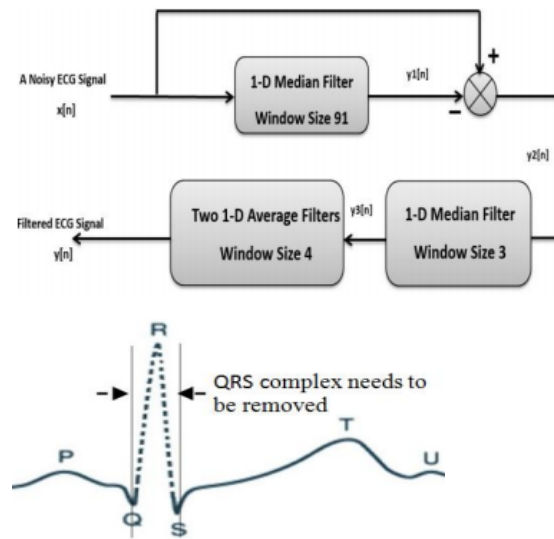 +
A Noisy ECG Signal
x[n]
1-D Median Filter
Window Size 91
y1[n]
–
y2[n]
Filtered ECG Signal
y[n]
Two 1-D Average Filters
Window Size 4
y3[n]
1-D Median Filter
Window Size 3
R
QRS complex needs to
be removed
P
T
U
Q
S